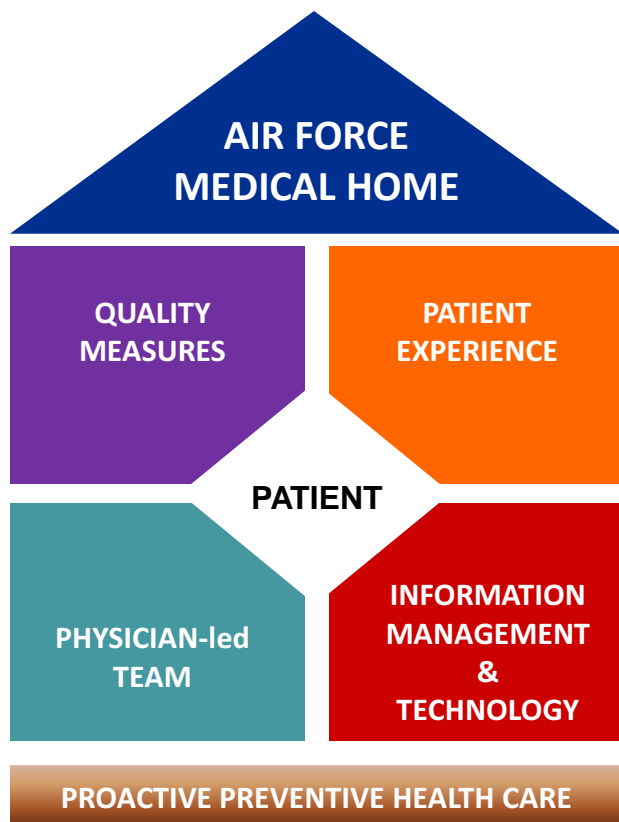 AIR FORCE
MEDICAL HOME
QUALITY
MEASURES
PATIENT
EXPERIENCE
PATIENT
PHYSICIAN-led
TEAM
INFORMATION
MANAGEMENT
&
TECHNOLOGY
PROACTIVE PREVENTIVE HEALTH CARE